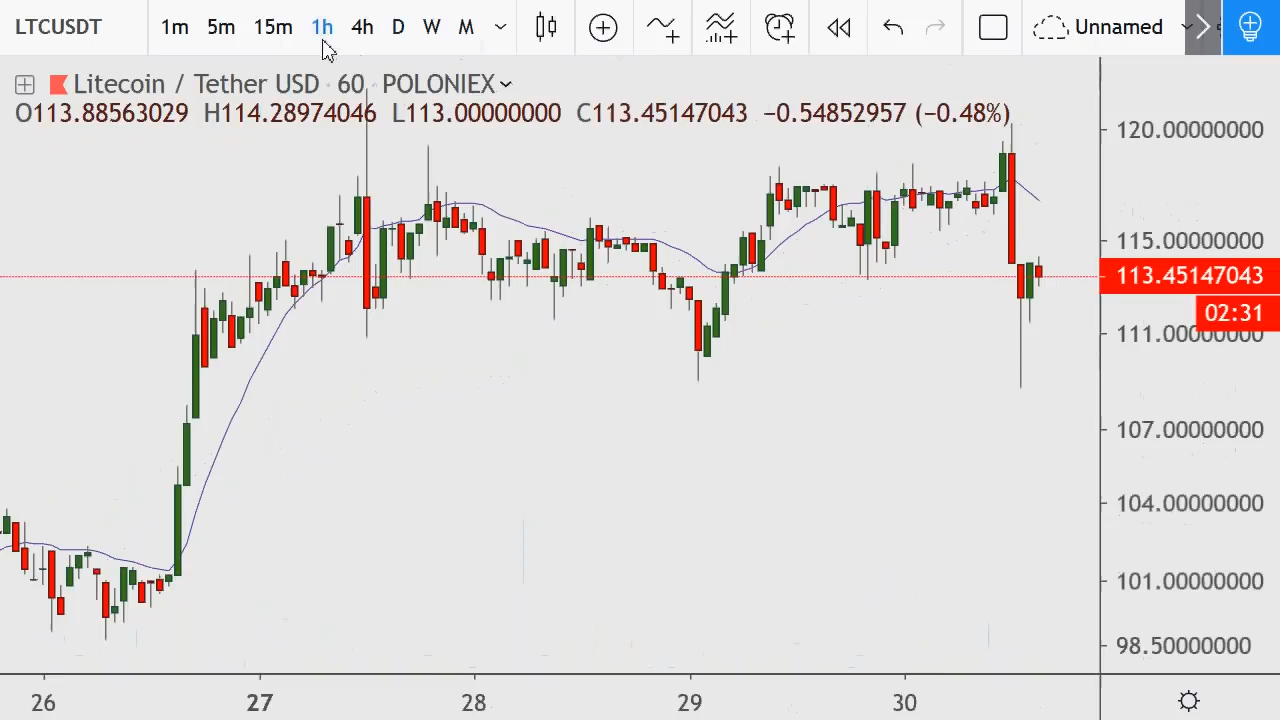 LTCUSDT 1m 5m 15m 1h 4h D W M Unnamed
Litecoin / Tether USD · 60 · POLONIEX
O113.88563029 H114.28974046 L113.00000000 C113.45147043 −0.54852957 (−0.48%)
120.00000000
115.00000000
113.45147043
02:31
111.00000000
107.00000000
104.00000000
101.00000000
98.50000000
26 27 28 29 30